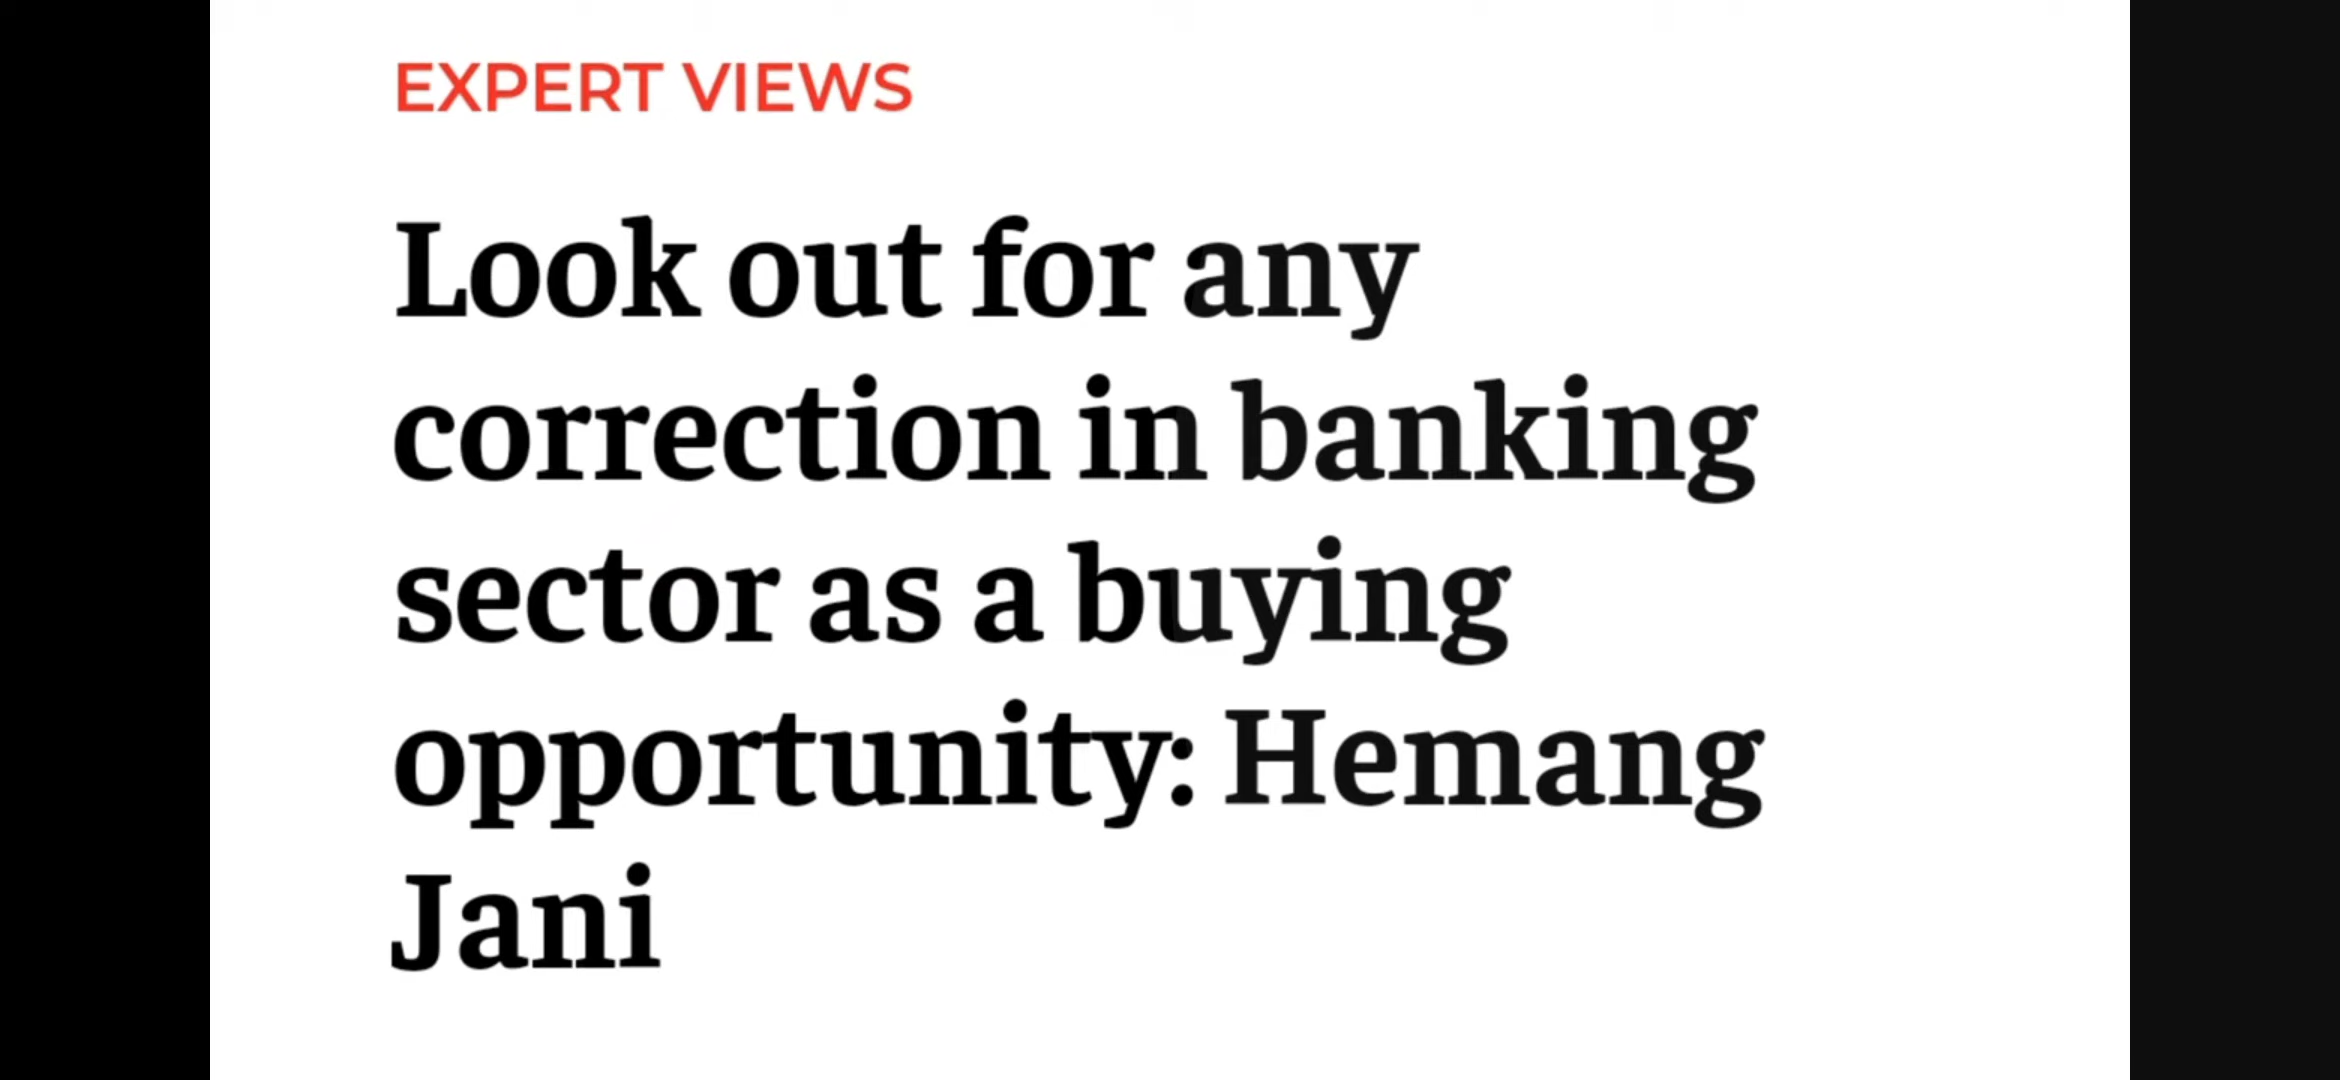 EXPERT VIEWS
Look out for any
correction in banking
sector as a buying
opportunity: Hemang
Jani